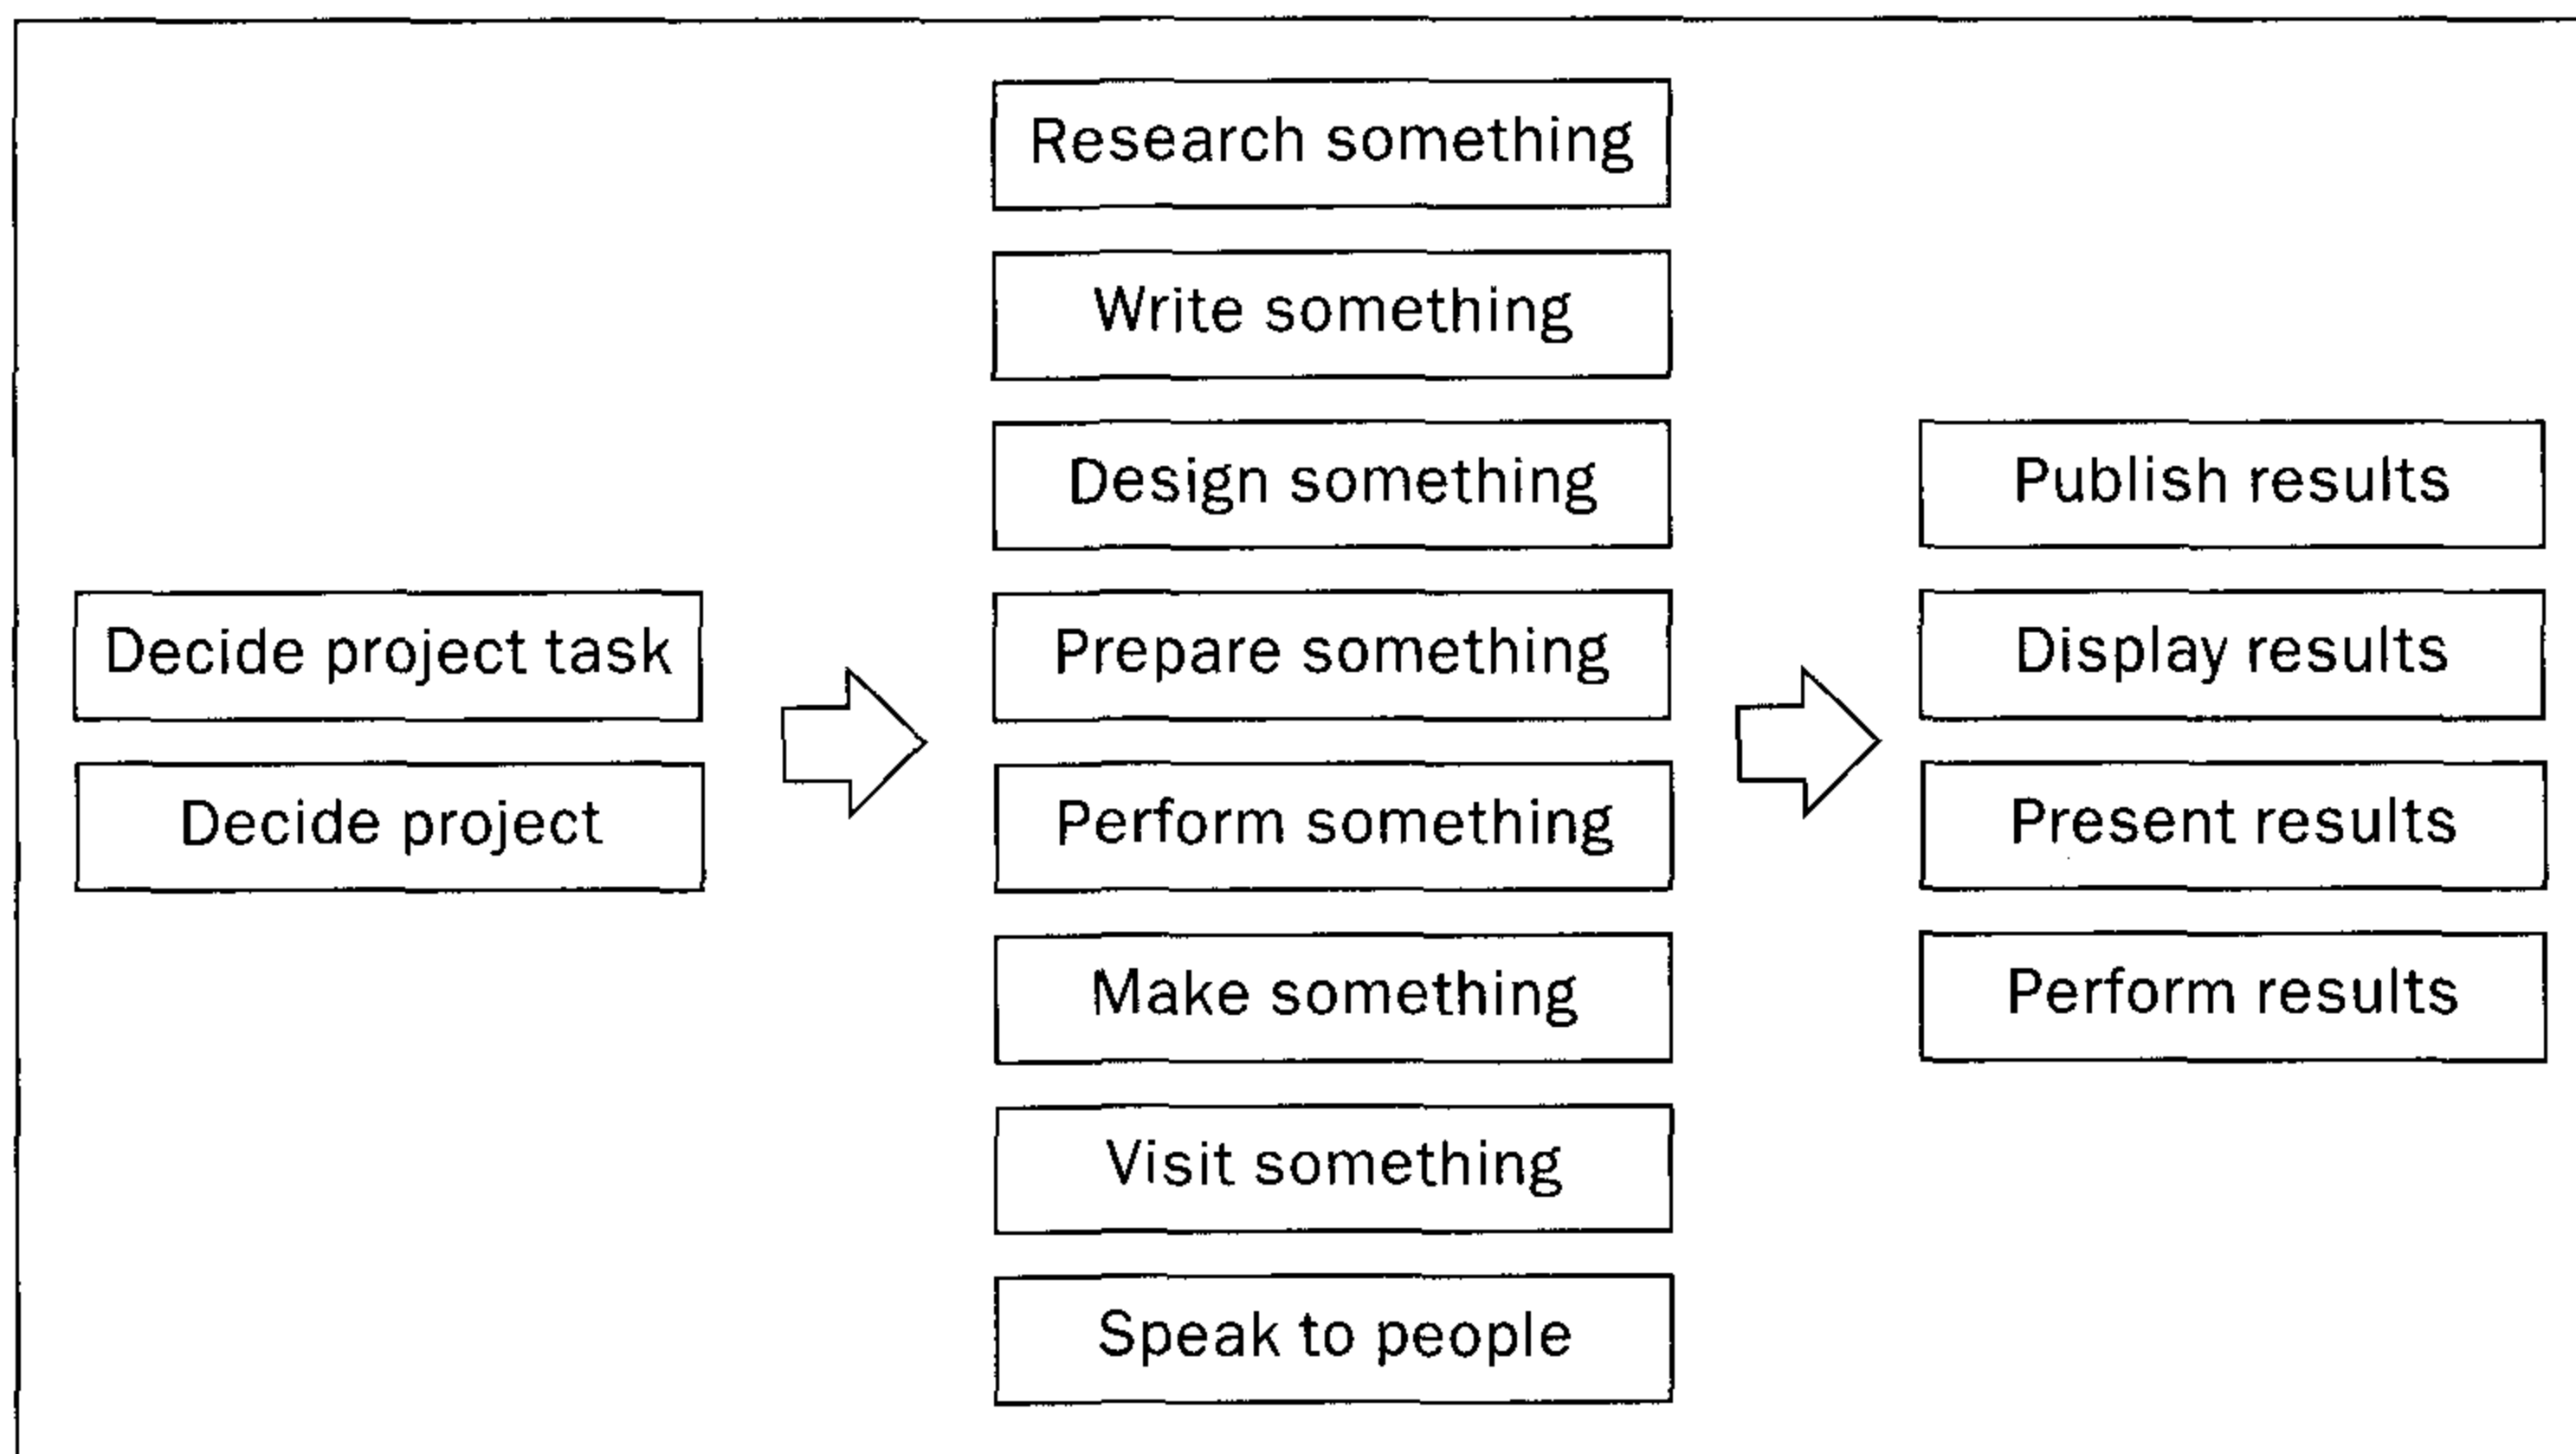 Decide project task
Decide project
Research something
Write something
Design something
Prepare something
Perform something
Make something
Visit something
Speak to people
Publish results
Display results
Present results
Perform results